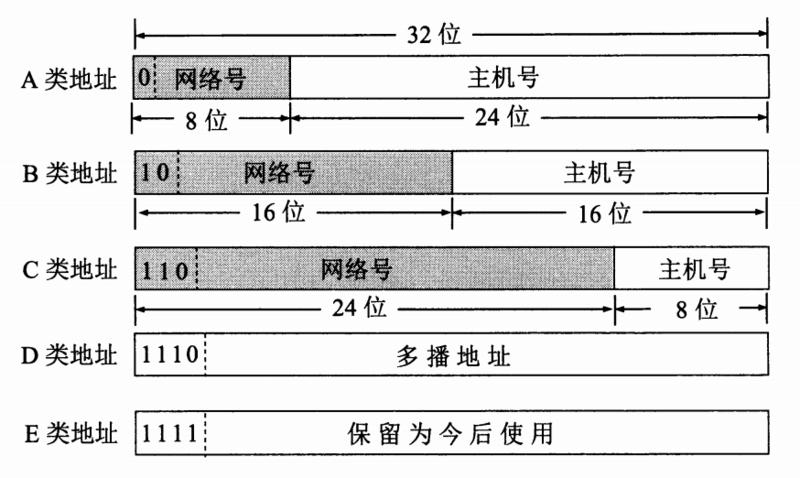 32 位
A 类地址 0 网络号 主机号
8 位 24 位
B 类地址 10 网络号 主机号
16 位 16 位
C 类地址 110 网络号 主机号
24 位 8 位
D 类地址 1110 多播地址
E 类地址 1111 保留为今后使用